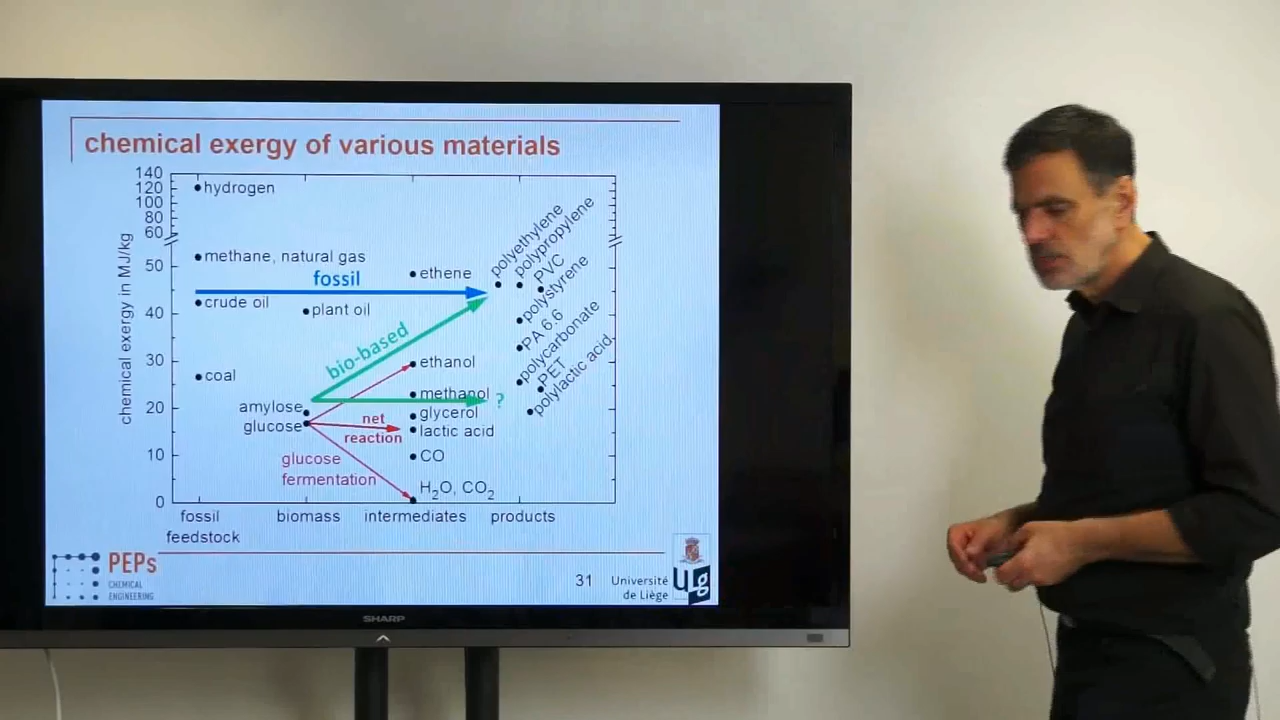 chemical exergy of various materials
140
120
100
80
60
50
40
30
20
10
0
chemical exergy in MJ/kg
hydrogen
methane, natural gas
fossil
ethene
crude oil
plant oil
bio-based
coal
ethanol
methanol
?
amylose
glucose
net
reaction
glycerol
lactic acid
CO
glucose
fermentation
H2O, CO2
polyethylene
polypropylene
PVC
polystyrene
PA 6.6
polycarbonate
PET
polylactic acid
fossil
feedstock
biomass
intermediates
products
PEPs
CHEMICAL
ENGINEERING
31
Université
de Liège
ULg
SHARP